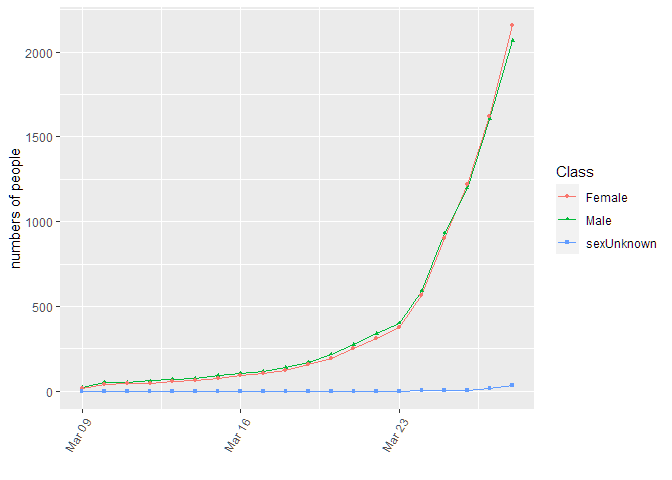 2000
1500
1000
500
0
numbers of people
Mar 09
Mar 16
Mar 23
Class
Female
Male
sexUnknown